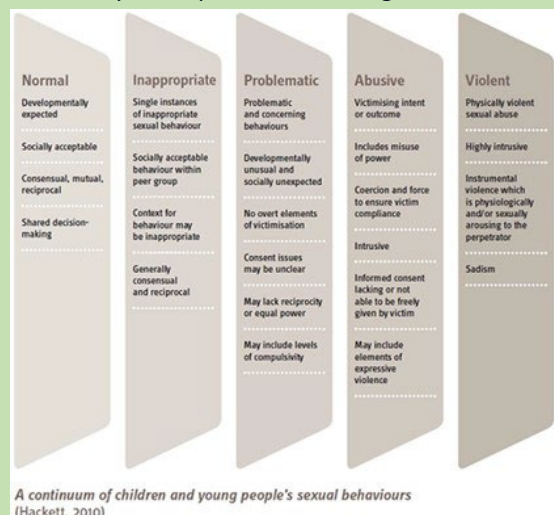 Normal
Developmentally
expected
Socially acceptable
Consensual, mutual,
reciprocal
Shared decision-
making
Inappropriate
Single instances
of inappropriate
sexual behaviour
Socially acceptable
behaviour within
peer group
Context for
behaviour may
be inappropriate
Generally
consensual
and reciprocal
Problematic
Problematic
and concerning
behaviours
Developmentally
unusual and
socially unexpected
No overt elements
of victimisation
Consent issues
may be unclear
May lack reciprocity
or equal power
May include levels
of compulsivity
Abusive
Victimising intent
or outcome
Includes misuse
of power
Coercion and force
to ensure victim
compliance
Intrusive
Informed consent
lacking or not
able to be freely
given by victim
May include
elements of
expressive
violence
Violent
Physically violent
sexual abuse
Highly intrusive
Instrumental
violence which
is physiologically
and/or sexually
arousing to the
perpetrator
Sadism
A continuum of children and young people's sexual behaviours
(Hackett, 2010)